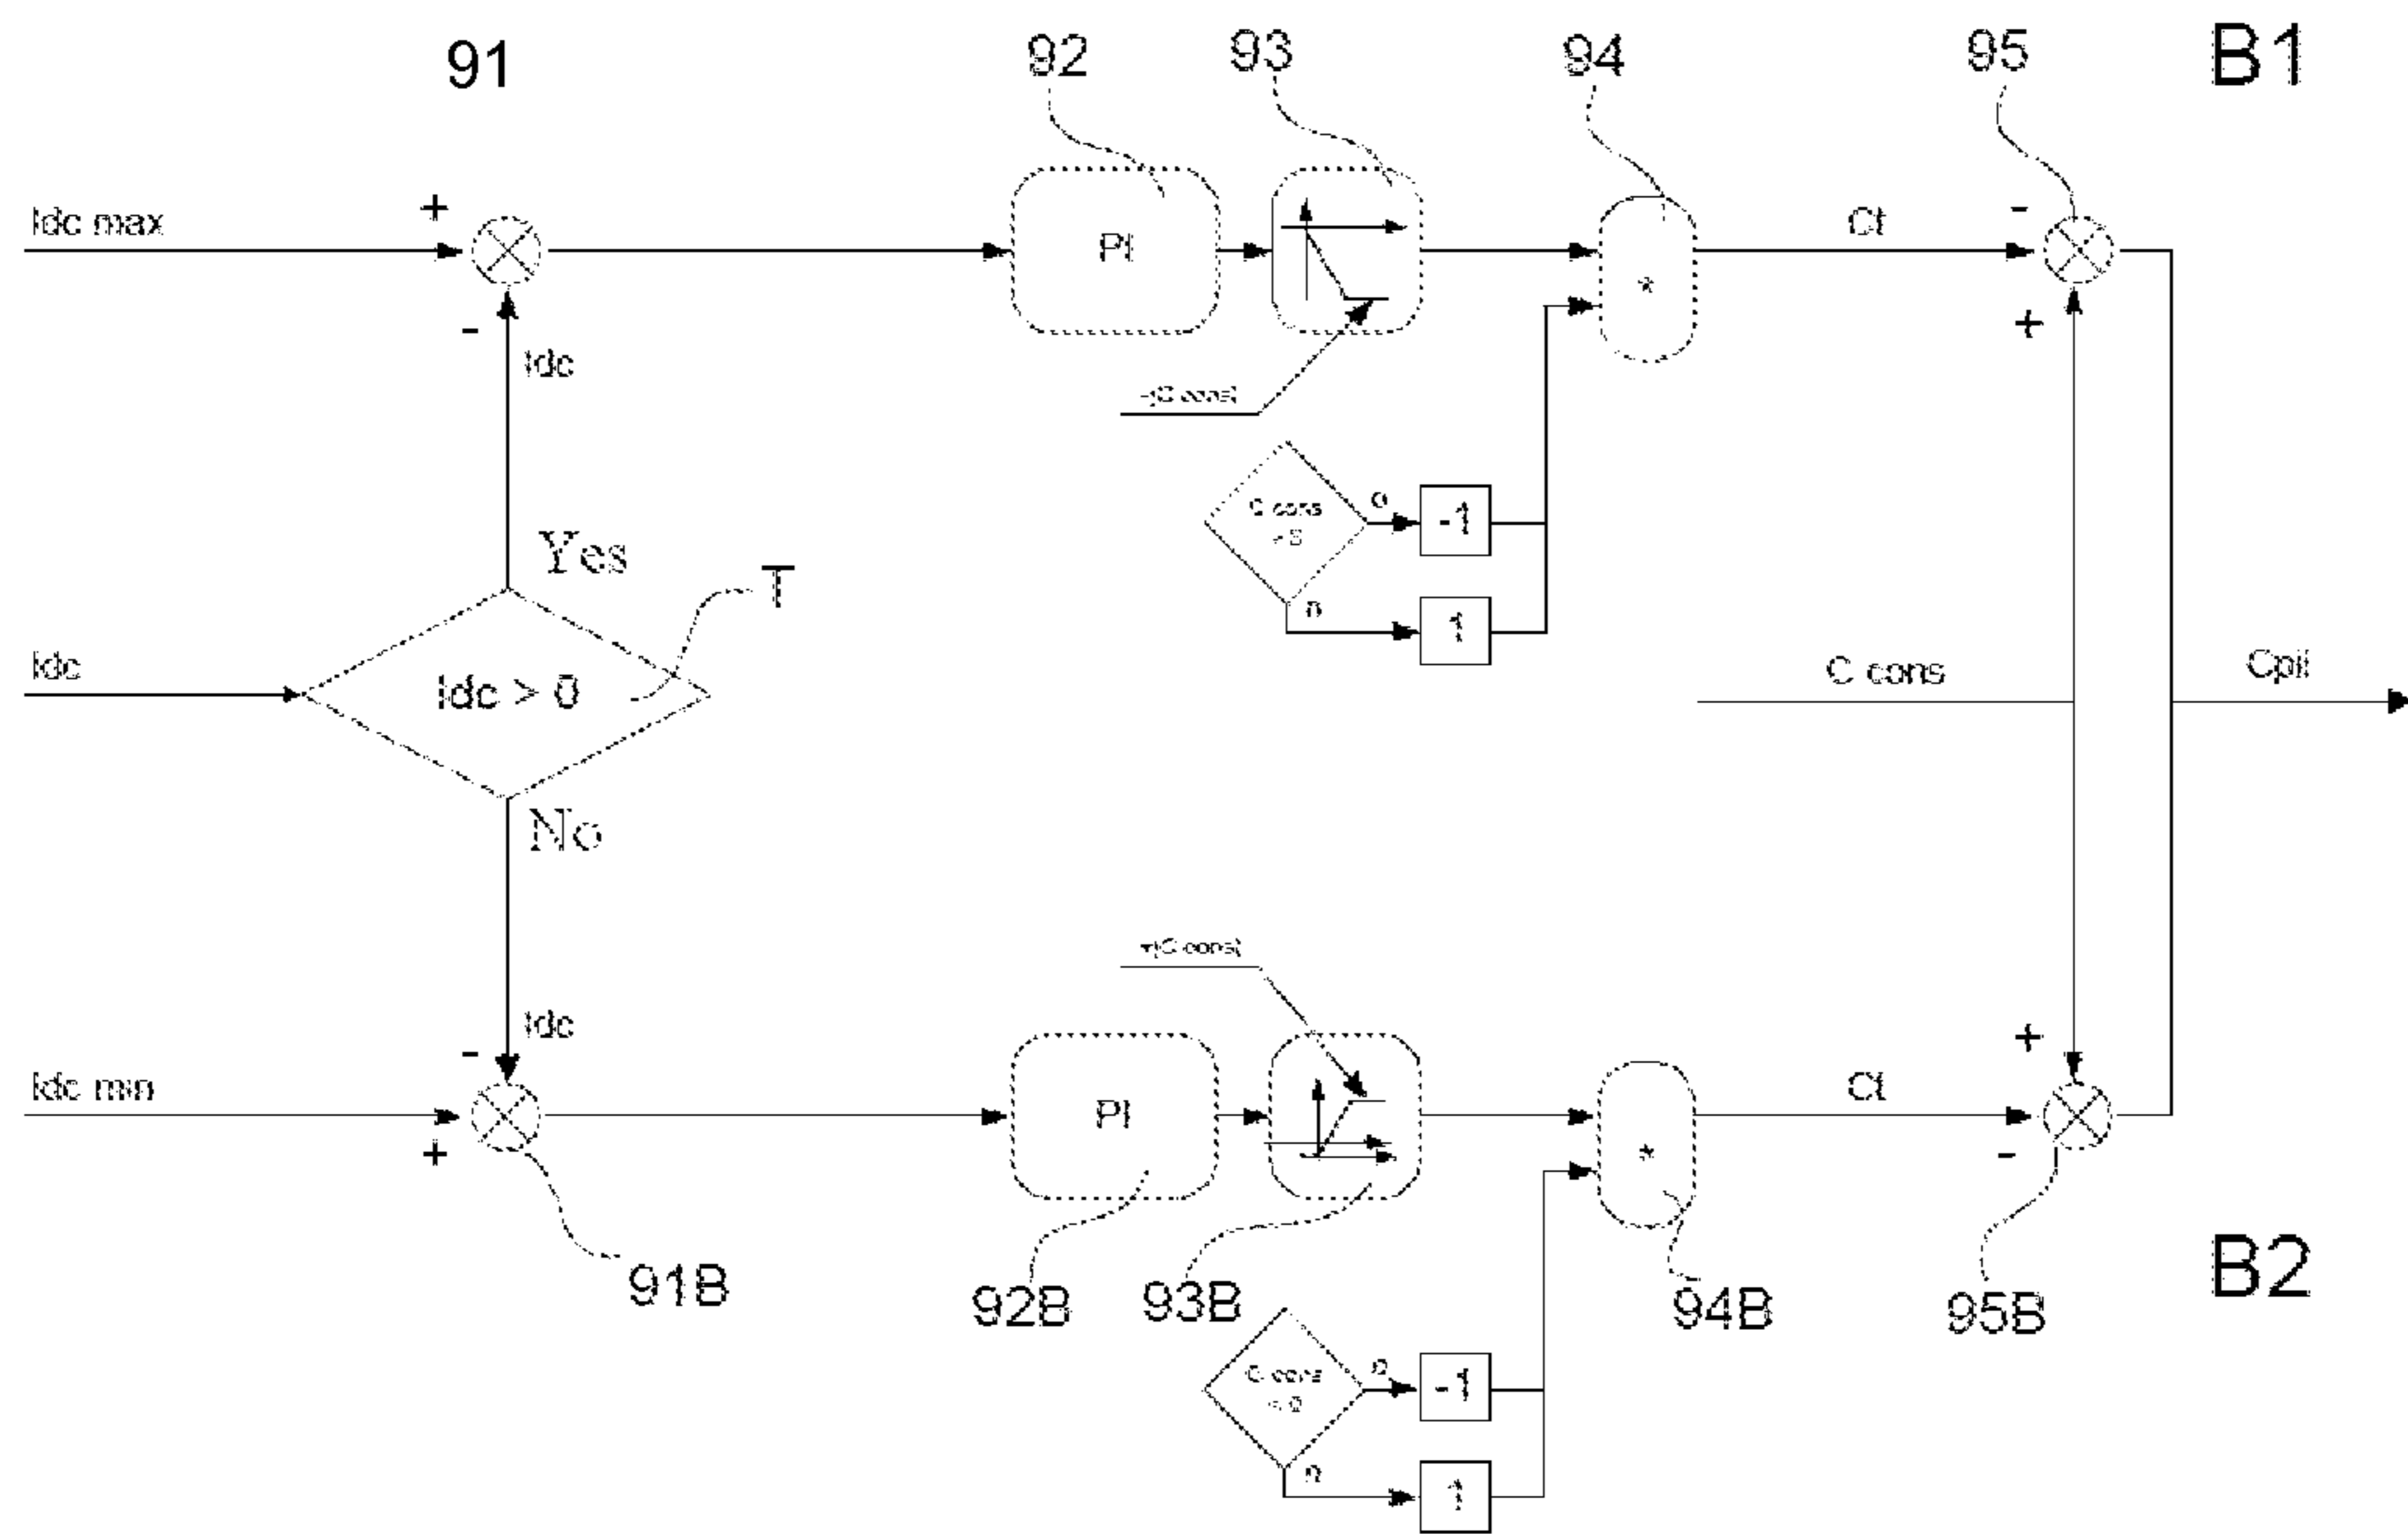 91
92
93
94
95
B1
Idc max
+
-
Idc
PI
*
Ct
-
+
-1
1
Yes
T
Idc
Idc > 0
No
C cons
Cpil
Idc
-
Idc min
+
PI
*
Ct
+
-
91B
92B
93B
94B
95B
B2
C cons
-1
1